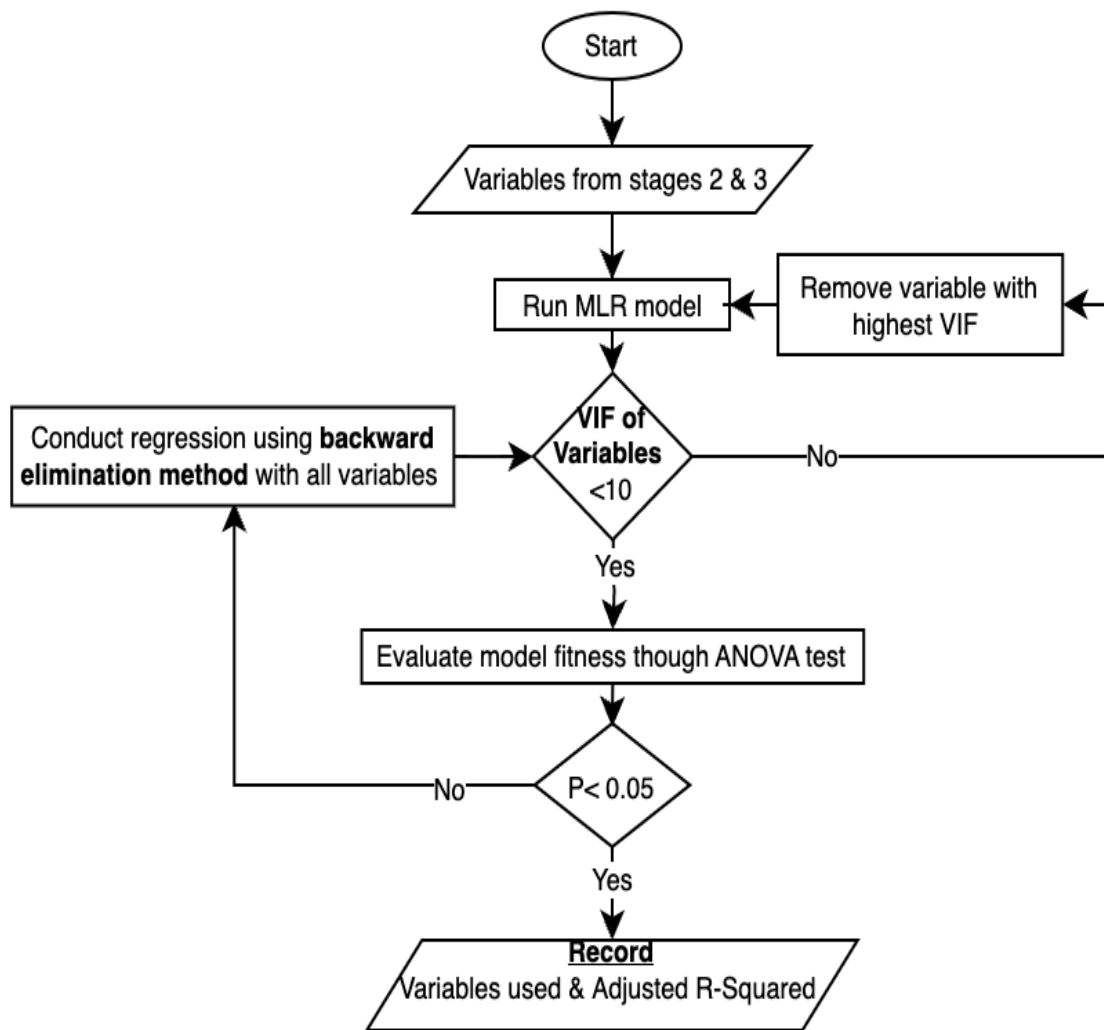 Start
Variables from stages 2 & 3
Run MLR model
Remove variable with
highest VIF
VIF of
Variables
<10
No
Conduct regression using backward
elimination method with all variables
Yes
Evaluate model fitness though ANOVA test
P< 0.05
No
Yes
Record
Variables used & Adjusted R-Squared